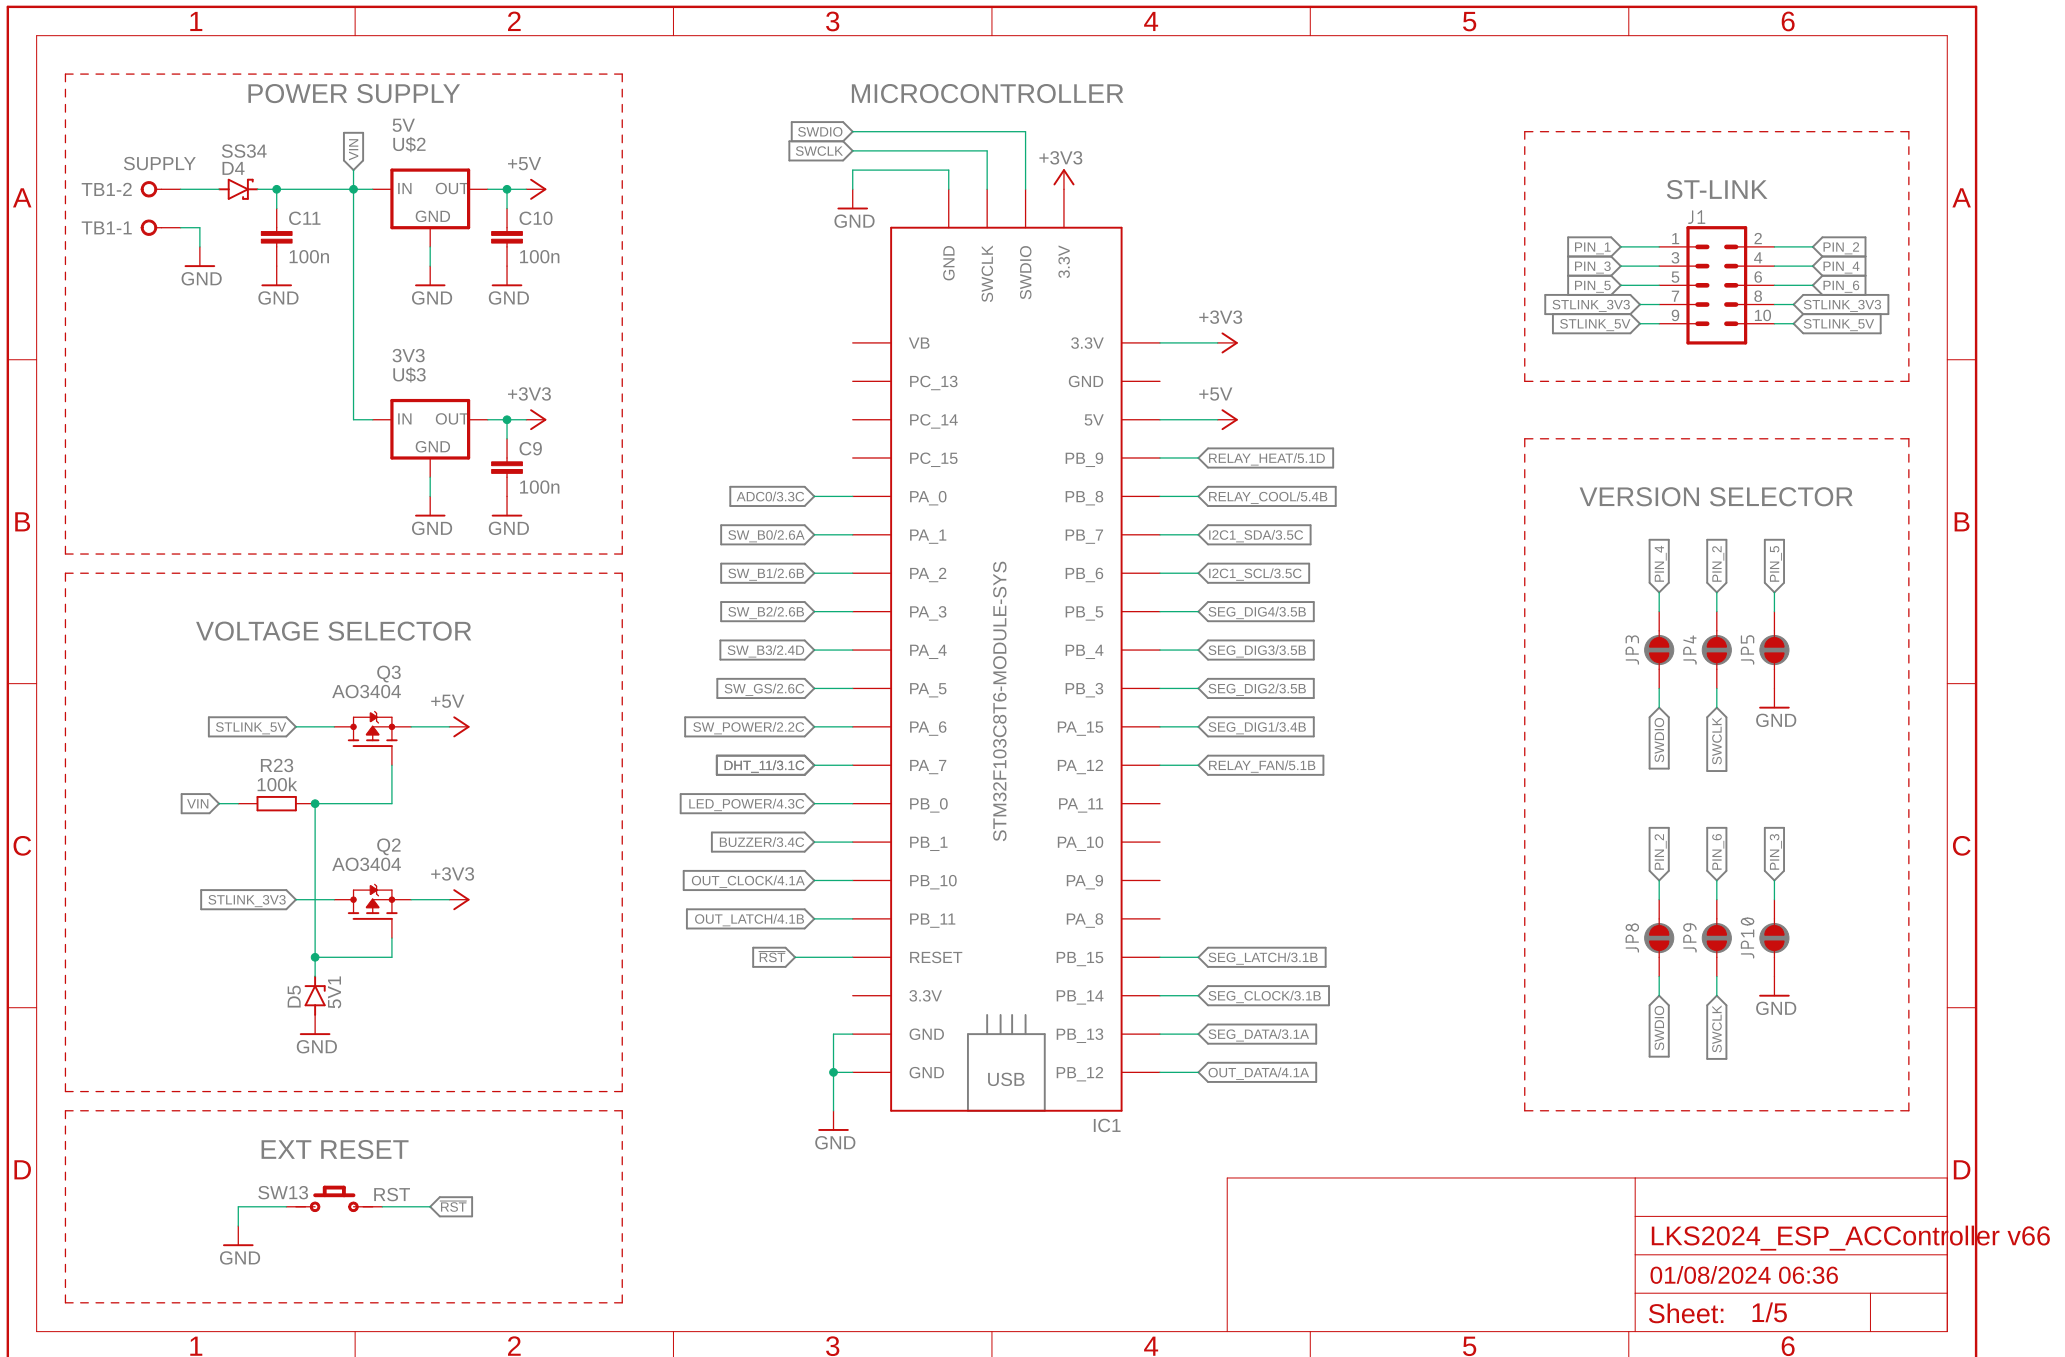 1 2 3 4 5 6
A
B
C
D
POWER SUPPLY
SUPPLY
TB1-2
TB1-1
SS34
D4
VIN
5V
U$2
IN OUT
GND
+5V
C11
100n
C10
100n
GND
GND
GND
GND
3V3
U$3
IN OUT
GND
+3V3
C9
100n
GND
GND
VOLTAGE SELECTOR
Q3
AO3404
STLINK_5V
+5V
R23
100k
VIN
Q2
AO3404
STLINK_3V3
+3V3
D5
5V1
GND
EXT RESET
SW13
RST
RST
GND
MICROCONTROLLER
SWDIO
SWCLK
+3V3
GND
GND
SWCLK
SWDIO
3.3V
STM32F103C8T6-MODULE-SYS
VB
PC_13
PC_14
PC_15
ADC0/3.3C PA_0
SW_B0/2.6A PA_1
SW_B1/2.6B PA_2
SW_B2/2.6B PA_3
SW_B3/2.4D PA_4
SW_GS/2.6C PA_5
SW_POWER/2.2C PA_6
DHT_11/3.1C PA_7
LED_POWER/4.3C PB_0
BUZZER/3.4C PB_1
OUT_CLOCK/4.1A PB_10
OUT_LATCH/4.1B PB_11
RST RESET
3.3V
GND
GND
GND
USB
+3V3
3.3V
GND
+5V
5V
PB_9 RELAY_HEAT/5.1D
PB_8 RELAY_COOL/5.4B
PB_7 I2C1_SDA/3.5C
PB_6 I2C1_SCL/3.5C
PB_5 SEG_DIG4/3.5B
PB_4 SEG_DIG3/3.5B
PB_3 SEG_DIG2/3.5B
PA_15 SEG_DIG1/3.4B
PA_12 RELAY_FAN/5.1B
PA_11
PA_10
PA_9
PA_8
PB_15 SEG_LATCH/3.1B
PB_14 SEG_CLOCK/3.1B
PB_13 SEG_DATA/3.1A
PB_12 OUT_DATA/4.1A
IC1
ST-LINK
J1
PIN_1 1 2 PIN_2
PIN_3 3 4 PIN_4
PIN_5 5 6 PIN_6
STLINK_3V3 7 8 STLINK_3V3
STLINK_5V 9 10 STLINK_5V
VERSION SELECTOR
PIN_4 PIN_2 PIN_5
JP3 JP4 JP5
SWDIO SWCLK GND
PIN_2 PIN_6 PIN_3
JP8 JP9 JP10
SWDIO SWCLK GND
A
B
C
D
LKS2024_ESP_ACController v66
01/08/2024 06:36
Sheet: 1/5
1 2 3 4 5 6